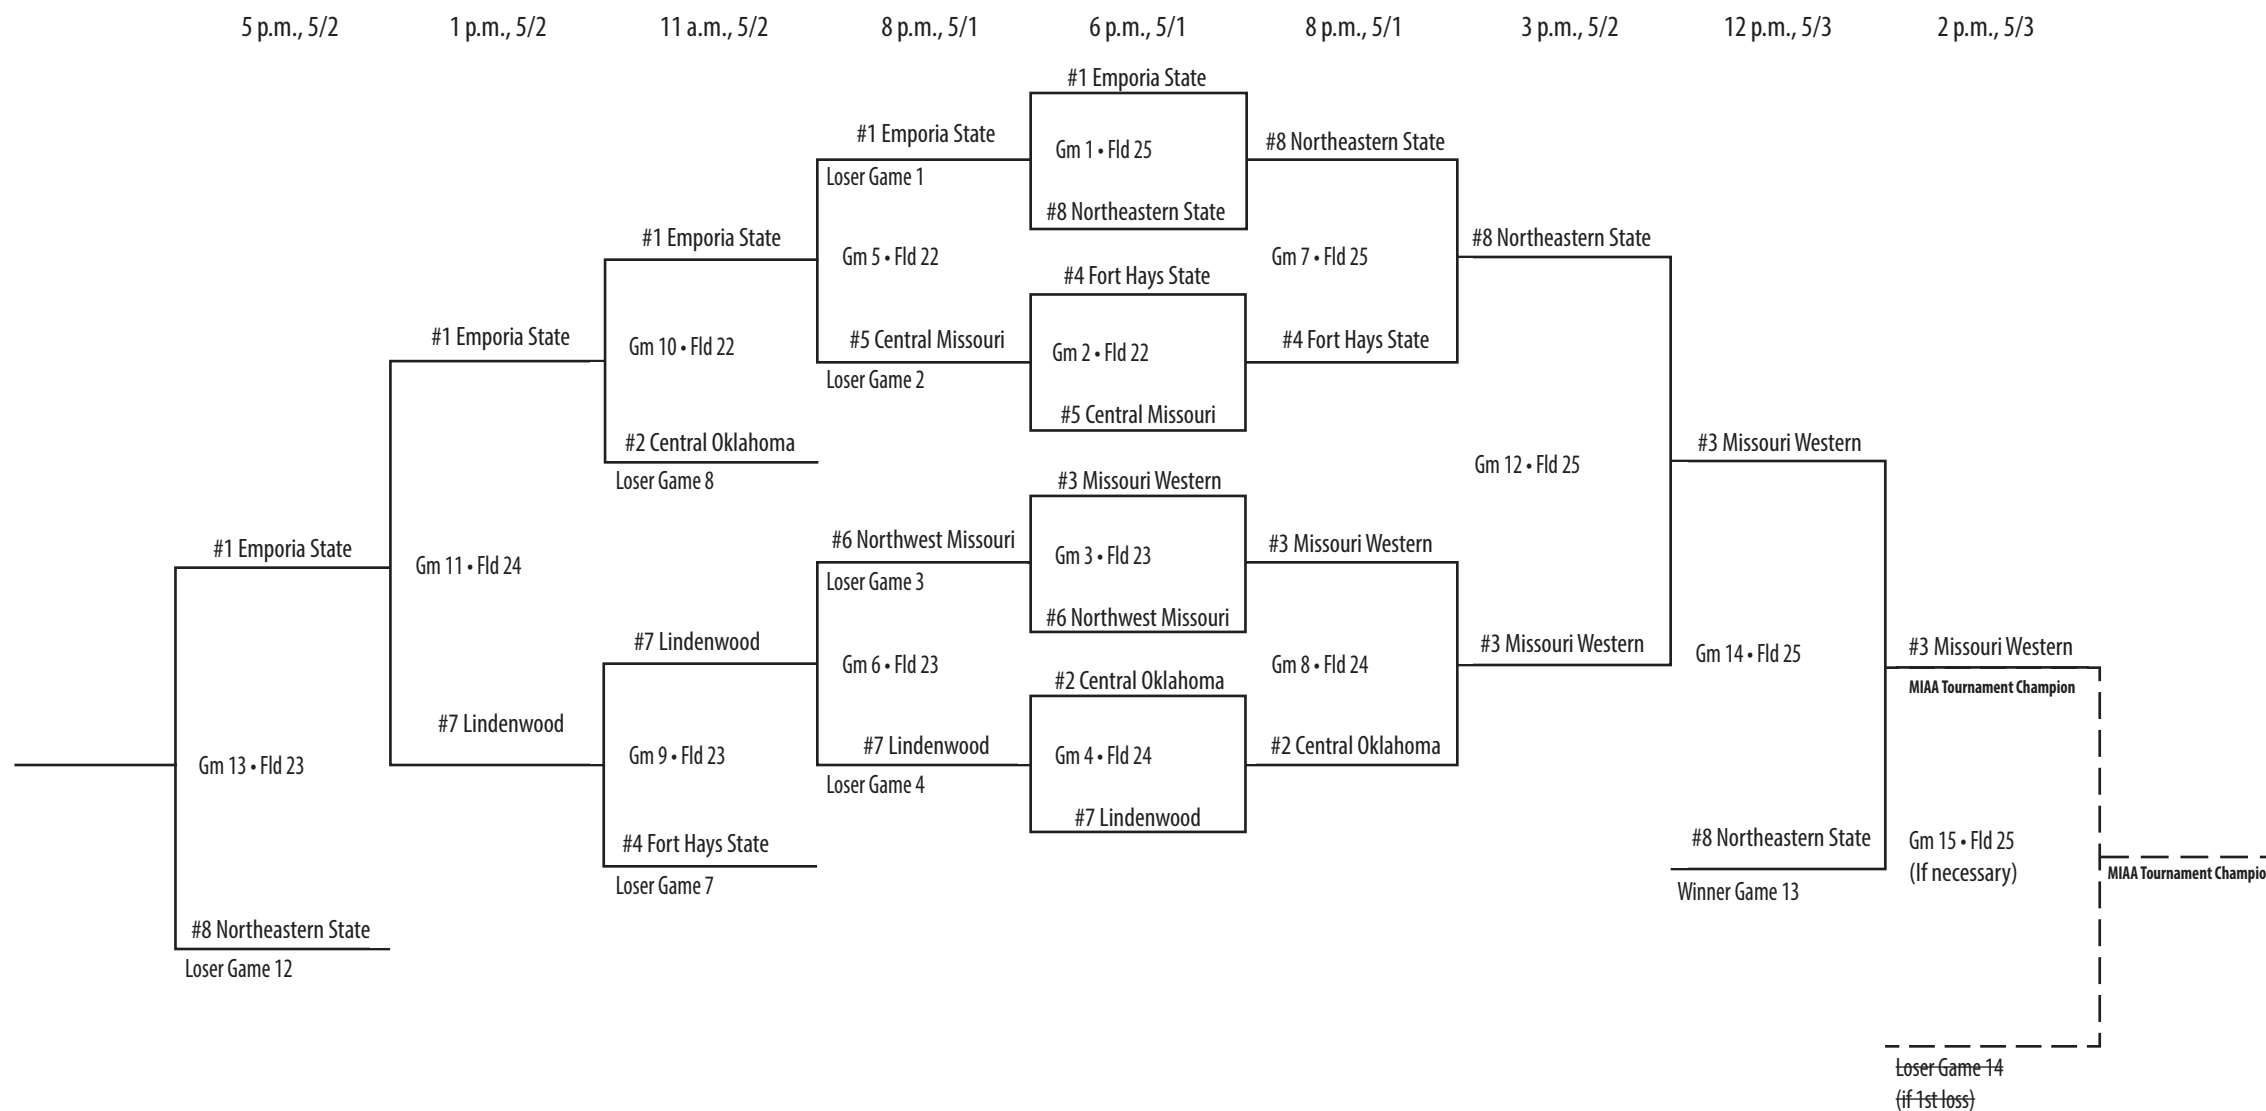 5 p.m., 5/2
1 p.m., 5/2
11 a.m., 5/2
8 p.m., 5/1
6 p.m., 5/1
8 p.m., 5/1
3 p.m., 5/2
12 p.m., 5/3
2 p.m., 5/3
#1 Emporia State
Gm 13 • Fld 23
#8 Northeastern State
Loser Game 12
#1 Emporia State
Gm 11 • Fld 24
#7 Lindenwood
#1 Emporia State
Gm 10 • Fld 22
#2 Central Oklahoma
Loser Game 8
#7 Lindenwood
Gm 9 • Fld 23
#4 Fort Hays State
Loser Game 7
#1 Emporia State
Loser Game 1
Gm 5 • Fld 22
#5 Central Missouri
Loser Game 2
#6 Northwest Missouri
Loser Game 3
Gm 6 • Fld 23
#7 Lindenwood
Loser Game 4
#1 Emporia State
Gm 1 • Fld 25
#8 Northeastern State
#4 Fort Hays State
Gm 2 • Fld 22
#5 Central Missouri
#3 Missouri Western
Gm 3 • Fld 23
#6 Northwest Missouri
#2 Central Oklahoma
Gm 4 • Fld 24
#7 Lindenwood
#8 Northeastern State
Gm 7 • Fld 25
#4 Fort Hays State
#3 Missouri Western
Gm 8 • Fld 24
#2 Central Oklahoma
#8 Northeastern State
Gm 12 • Fld 25
#3 Missouri Western
#3 Missouri Western
Gm 14 • Fld 25
#8 Northeastern State
Winner Game 13
#3 Missouri Western
MIAA Tournament Champion
Gm 15 • Fld 25
(If necessary)
Loser Game 14
(if 1st loss)
MIAA Tournament Champio